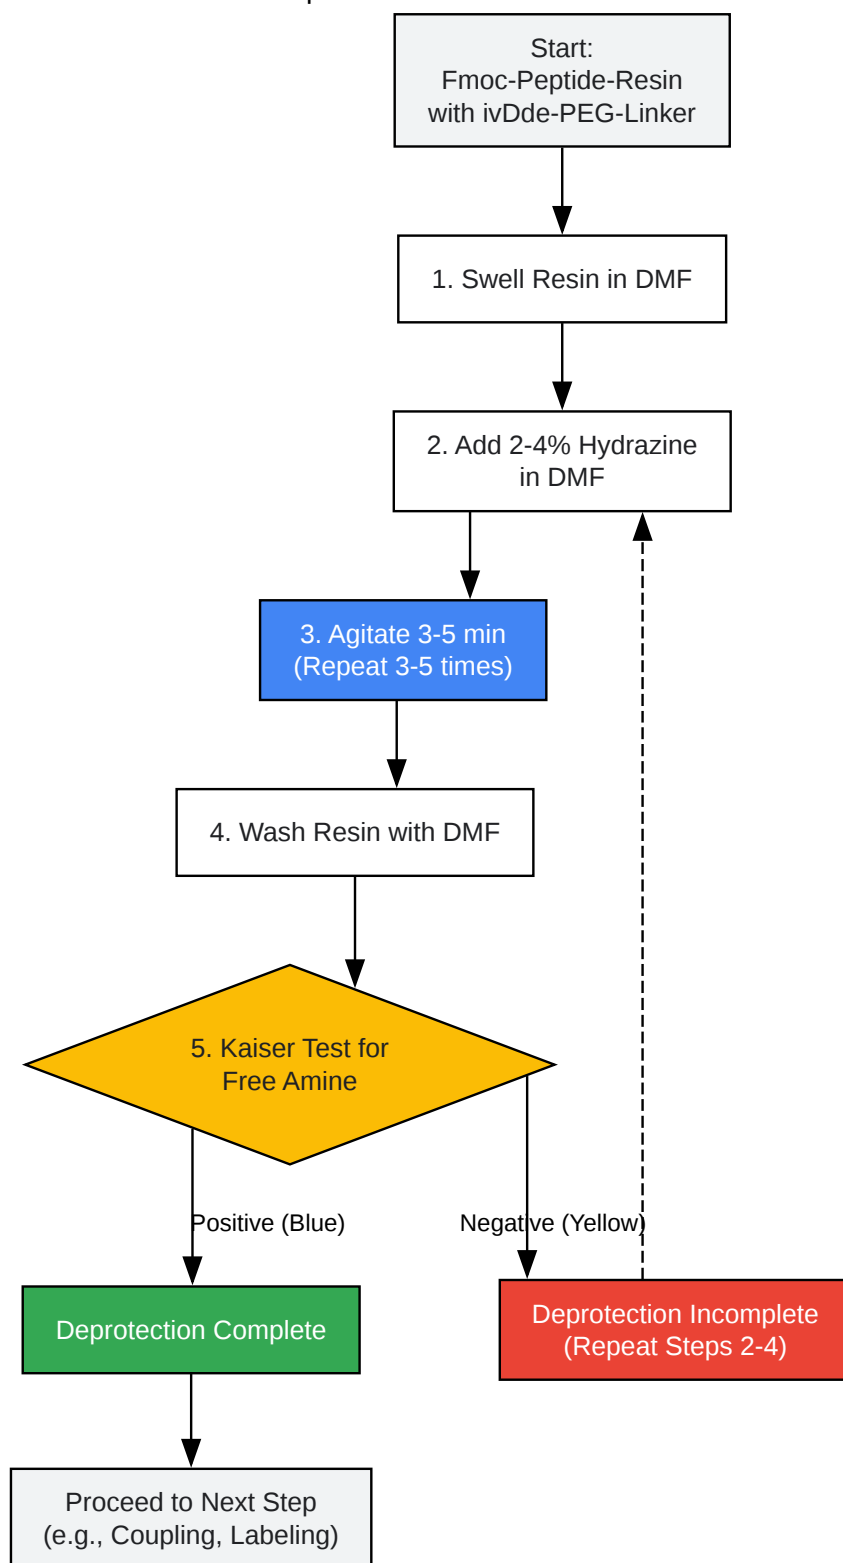 Start:
Fmoc-Peptide-Resin
with ivDde-PEG-Linker
1. Swell Resin in DMF
2. Add 2-4% Hydrazine
in DMF
3. Agitate 3-5 min
(Repeat 3-5 times)
4. Wash Resin with DMF
5. Kaiser Test for
Free Amine
Positive (Blue)
Negative (Yellow)
Deprotection Complete
Deprotection Incomplete
(Repeat Steps 2-4)
Proceed to Next Step
(e.g., Coupling, Labeling)